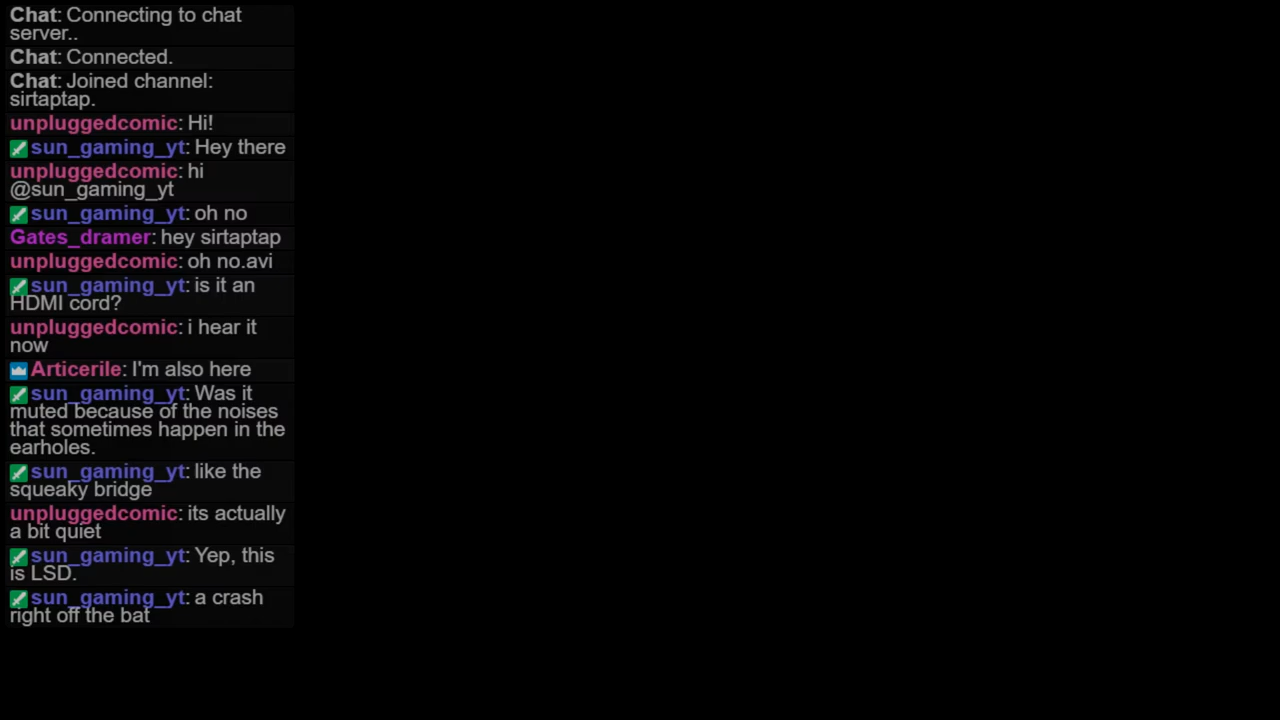 Chat: Connecting to chat
server..
Chat: Connected.
Chat: Joined channel:
sirtaptap.
unpluggedcomic: Hi!
sun_gaming_yt: Hey there
unpluggedcomic: hi
@sun_gaming_yt
sun_gaming_yt: oh no
Gates_dramer: hey sirtaptap
unpluggedcomic: oh no.avi
sun_gaming_yt: is it an
HDMI cord?
unpluggedcomic: i hear it
now
Articerile: I'm also here
sun_gaming_yt: Was it
muted because of the noises
that sometimes happen in the
earholes.
sun_gaming_yt: like the
squeaky bridge
unpluggedcomic: its actually
a bit quiet
sun_gaming_yt: Yep, this
is LSD.
sun_gaming_yt: a crash
right off the bat